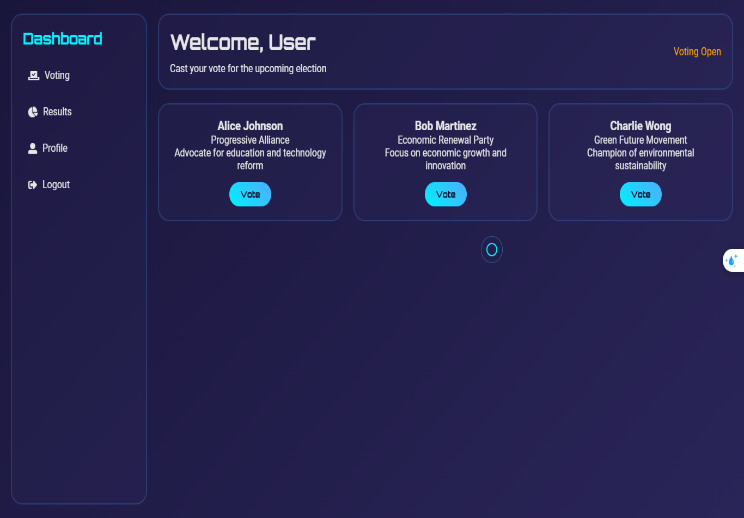 Dashboard
Voting
Results
Profile
Logout
Welcome, User
Cast your vote for the upcoming election
Voting Open
Alice Johnson
Progressive Alliance
Advocate for education and technology
reform
Vote
Bob Martinez
Economic Renewal Party
Focus on economic growth and
innovation
Vote
Charlie Wong
Green Future Movement
Champion of environmental
sustainability
Vote